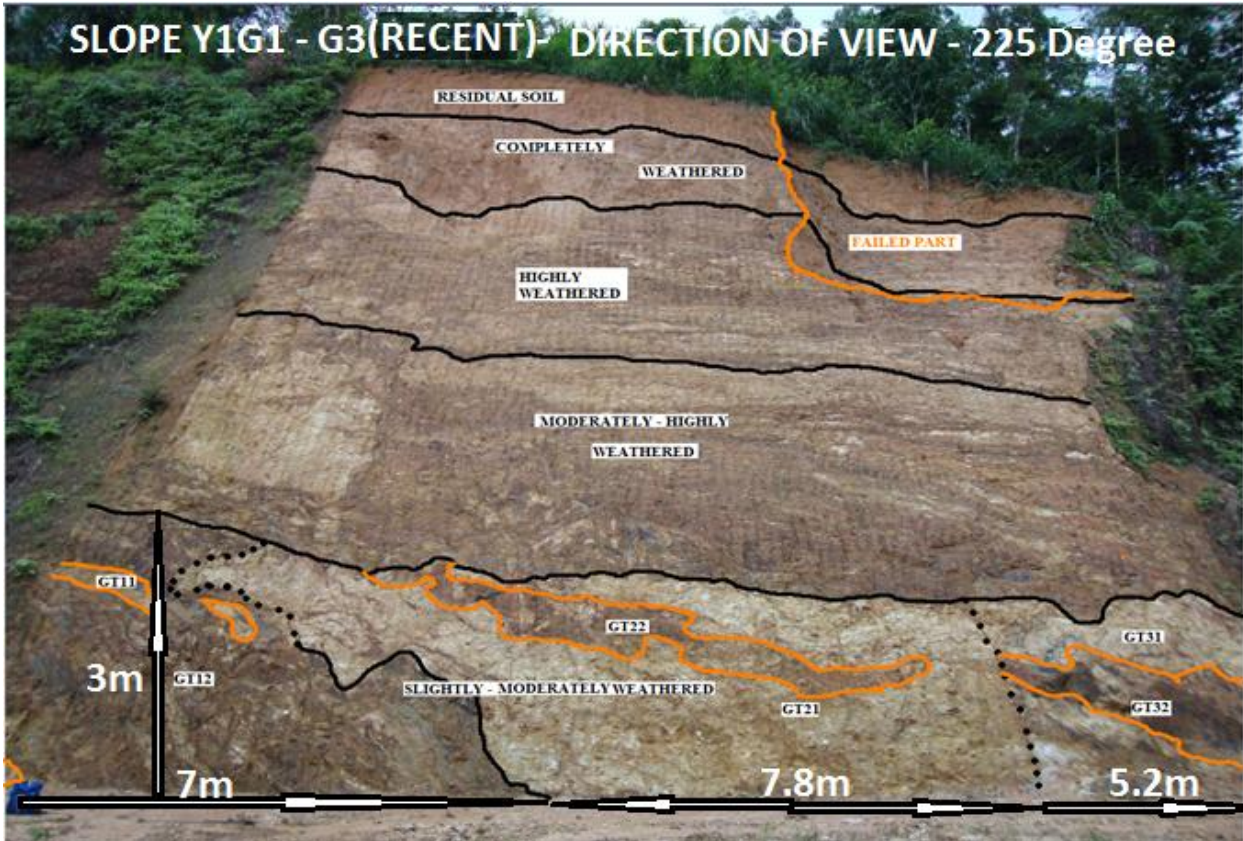 SLOPE Y1G1 - G3(RECENT)- DIRECTION OF VIEW - 225 Degree
RESIDUAL SOIL
COMPLETELY
WEATHERED
FAILED PART
HIGHLY
WEATHERED
MODERATELY - HIGHLY
WEATHERED
GT11
GT22
GT31
3m
GT12
SLIGHTLY - MODERATELY WEATHERED
GT21
GT32
7m
7.8m
5.2m